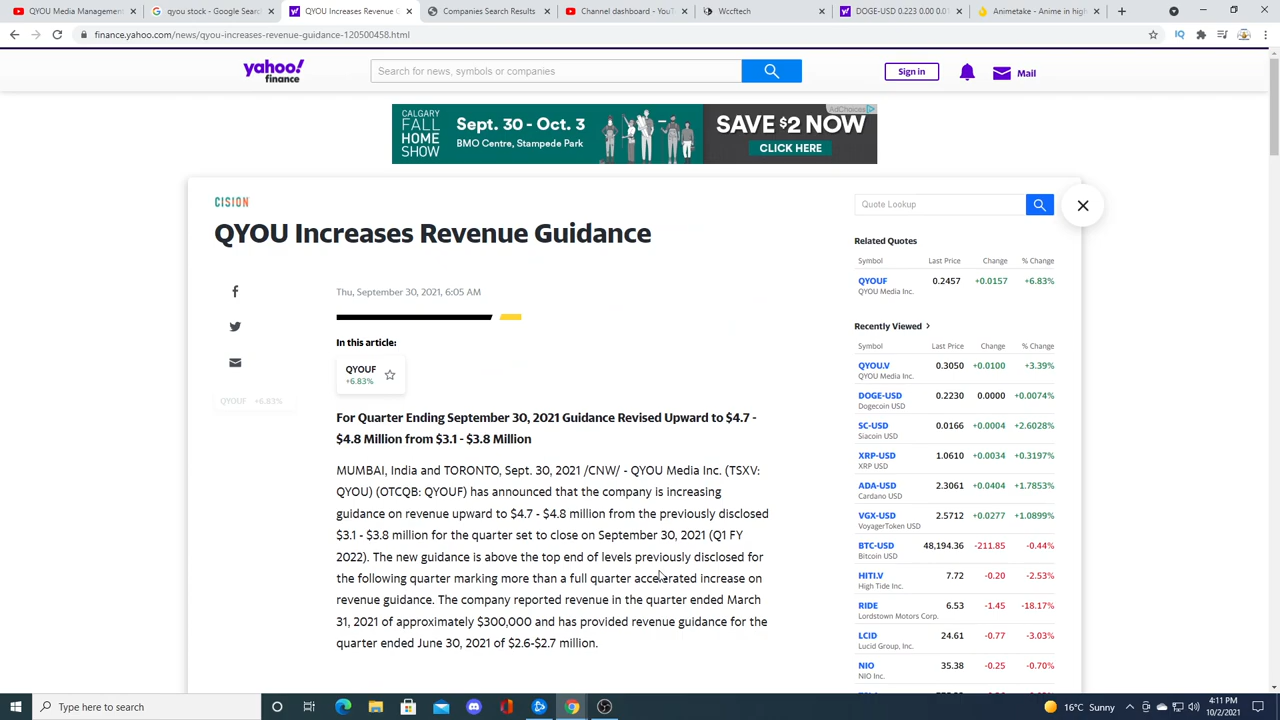 QYOU Media Management
qyou stock - Google Search
QYOU Increases Revenue G
Companies Search Results
Channel dashboard - YouT
Wccftech
DOGE-USD 0.223 0.00 0.01
Animetake - Anime in highe
finance.yahoo.com/news/qyou-increases-revenue-guidance-120500458.html
IQ
yahoo!
finance
Search for news, symbols or companies
Sign in
Mail
CALGARY
FALL
HOME
SHOW
Sept. 30 - Oct. 3
BMO Centre, Stampede Park
AdChoices
SAVE $2 NOW
CLICK HERE
CISION
QYOU Increases Revenue Guidance
Thu, September 30, 2021, 6:05 AM
In this article:
QYOUF
+6.83%
QYOUF +6.83%
For Quarter Ending September 30, 2021 Guidance Revised Upward to $4.7 -
$4.8 Million from $3.1 - $3.8 Million
MUMBAI, India and TORONTO, Sept. 30, 2021 /CNW/ - QYOU Media Inc. (TSXV:
QYOU) (OTCQB: QYOUF) has announced that the company is increasing
guidance on revenue upward to $4.7 - $4.8 million from the previously disclosed
$3.1 - $3.8 million for the quarter set to close on September 30, 2021 (Q1 FY
2022). The new guidance is above the top end of levels previously disclosed for
the following quarter marking more than a full quarter accelerated increase on
revenue guidance. The company reported revenue in the quarter ended March
31, 2021 of approximately $300,000 and has provided revenue guidance for the
quarter ended June 30, 2021 of $2.6-$2.7 million.
Quote Lookup
Related Quotes
Symbol Last Price Change % Change
QYOUF 0.2457 +0.0157 +6.83%
QYOU Media Inc.
Recently Viewed
Symbol Last Price Change % Change
QYOU.V 0.3050 +0.0100 +3.39%
QYOU Media Inc.
DOGE-USD 0.2230 0.0000 +0.0074%
Dogecoin USD
SC-USD 0.0166 +0.0004 +2.6028%
Siacoin USD
XRP-USD 1.0610 +0.0034 +0.3197%
XRP USD
ADA-USD 2.3061 +0.0404 +1.7853%
Cardano USD
VGX-USD 2.5712 +0.0277 +1.0899%
VoyagerToken USD
BTC-USD 48,194.36 -211.85 -0.44%
Bitcoin USD
HITI.V 7.72 -0.20 -2.53%
High Tide Inc.
RIDE 6.53 -1.45 -18.17%
Lordstown Motors Corp.
LCID 24.61 -0.77 -3.03%
Lucid Group, Inc.
NIO 35.38 -0.25 -0.70%
NIO Inc.
Type here to search
16°C Sunny
4:11 PM
10/2/2021